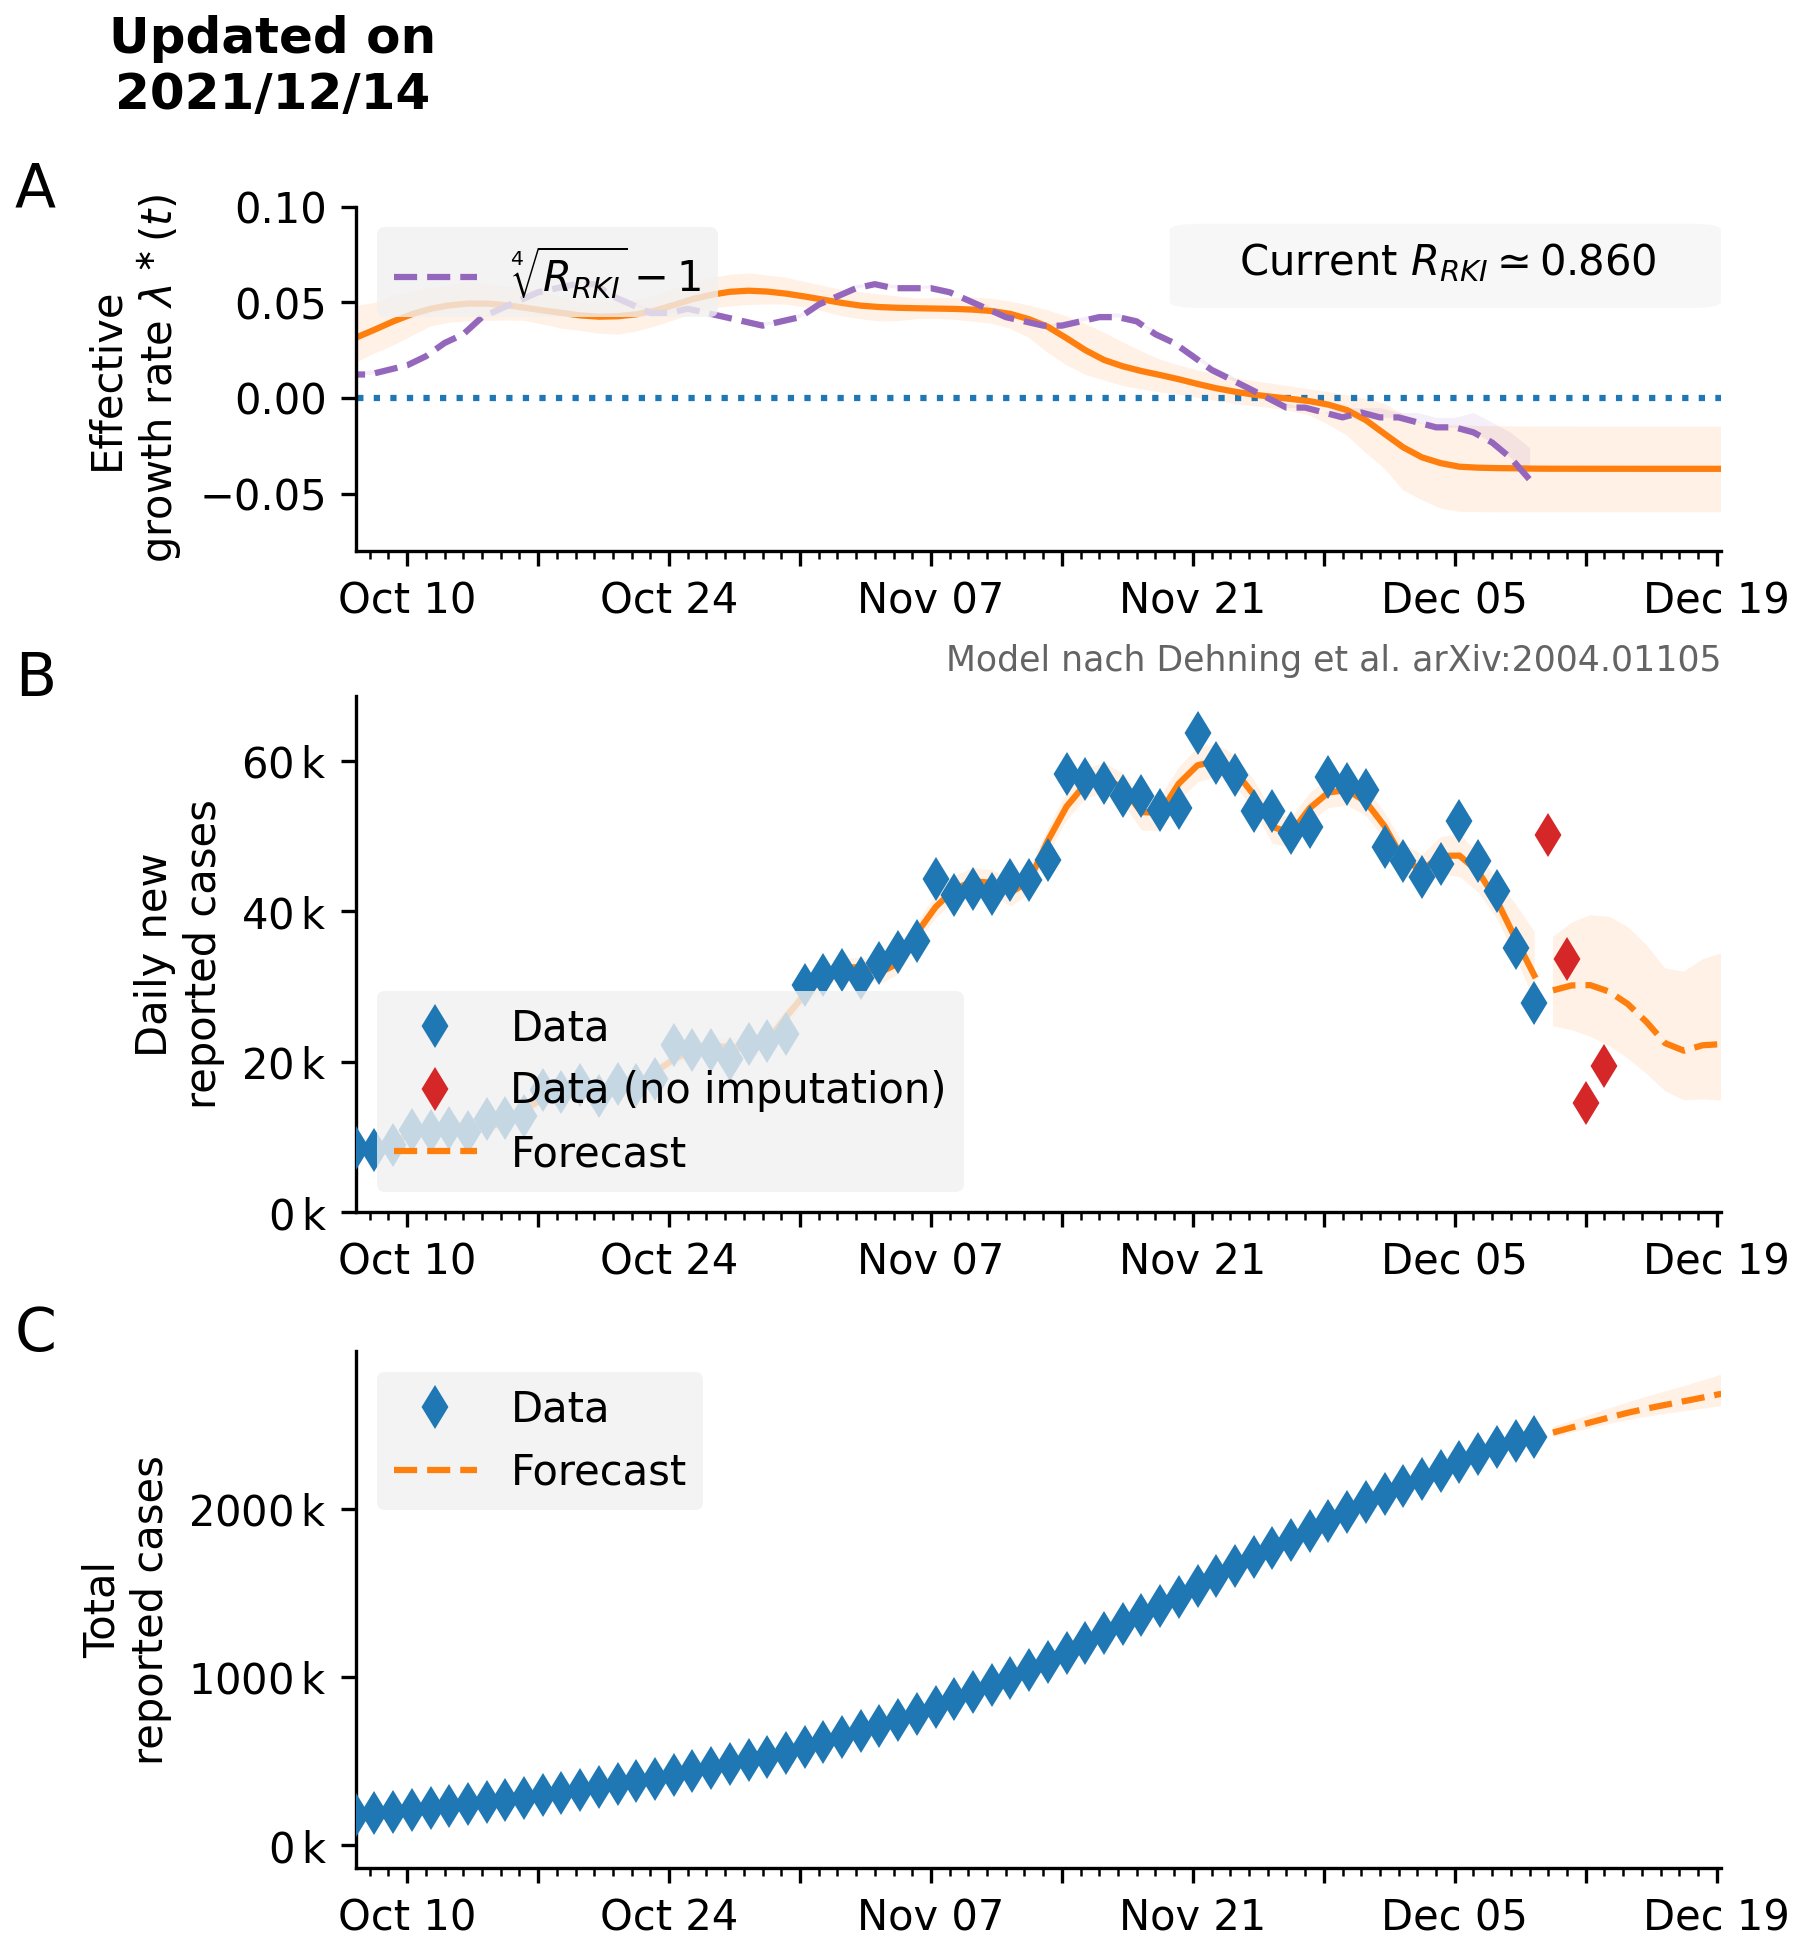 Updated on
2021/12/14
A
Effective
growth rate λ * (t)
0.10
0.05
0.00
−0.05
∜R_RKI − 1
Current R_RKI ≃ 0.860
Oct 10 Oct 24 Nov 07 Nov 21 Dec 05 Dec 19
Model nach Dehning et al. arXiv:2004.01105
B
Daily new
reported cases
60 k
40 k
20 k
0 k
Data
Data (no imputation)
Forecast
Oct 10 Oct 24 Nov 07 Nov 21 Dec 05 Dec 19
C
Total
reported cases
2000 k
1000 k
0 k
Data
Forecast
Oct 10 Oct 24 Nov 07 Nov 21 Dec 05 Dec 19